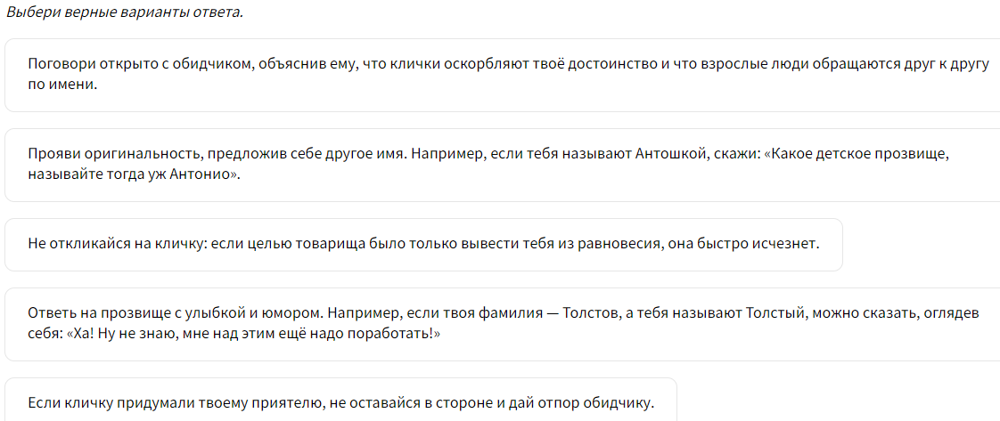 Выбери верные варианты ответа.
Поговори открыто с обидчиком, объяснив ему, что клички оскорбляют твоё достоинство и что взрослые люди обращаются друг к другу
по имени.
Прояви оригинальность, предложив себе другое имя. Например, если тебя называют Антошкой, скажи: «Какое детское прозвище,
называйте тогда уж Антонио».
Не откликайся на кличку: если целью товарища было только вывести тебя из равновесия, она быстро исчезнет.
Ответь на прозвище с улыбкой и юмором. Например, если твоя фамилия — Толстов, а тебя называют Толстый, можно сказать, оглядев
себя: «Ха! Ну не знаю, мне над этим ещё надо поработать!»
Если кличку придумали твоему приятелю, не оставайся в стороне и дай отпор обидчику.